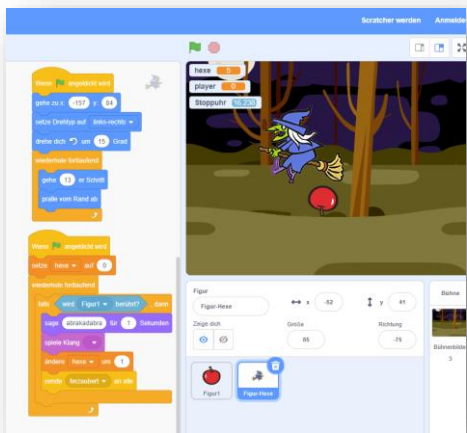 Scratcher werden Anmelde
Wenn angeklickt wird
gehe zu x: -157 y: 84
setze Drehtyp auf links-rechts
drehe dich um 15 Grad
wiederhole fortlaufend
gehe 13 er Schritt
pralle vom Rand ab
Wenn angeklickt wird
setze hexe auf 0
wiederhole fortlaufend
falls wird Figur1 berührt? dann
sage abrakadabra für 1 Sekunden
spiele Klang
ändere hexe um 1
sende an alle
hexe 5
player 0
Stoppuhr 16.230
Figur
Figur-Hexe
x -52
y 41
Zeige dich
Größe
85
Richtung
-75
Figur1
Figur-Hexe
Bühne
Bühnenbilde
3